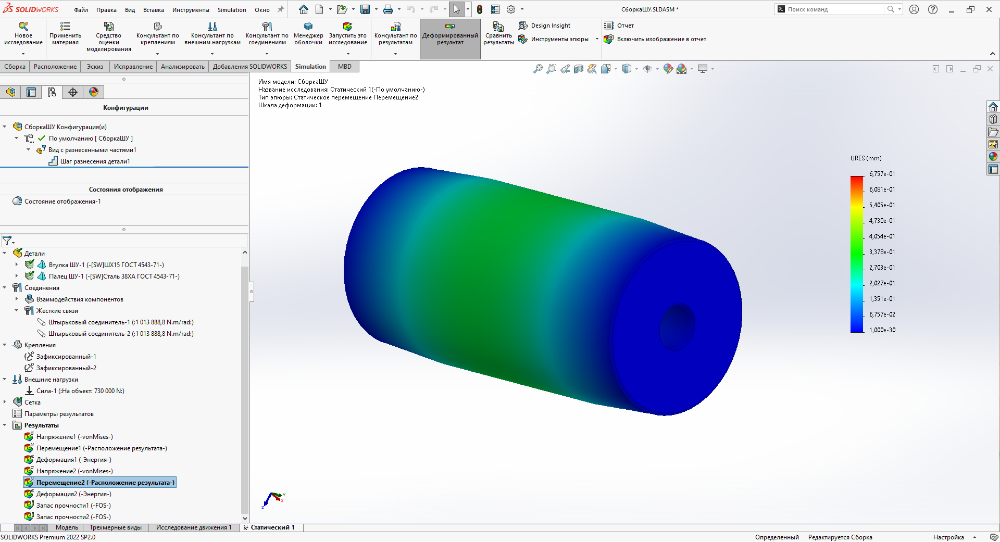 SOLIDWORKS
Файл Правка Вид Вставка Инструменты Simulation Окно
СборкаШУ.SLDASM *
Поиск команд
Новое исследование
Применить материал
Средство оценки моделирования
Консультант по креплениям
Консультант по внешним нагрузкам
Консультант по соединениям
Менеджер оболочки
Запустить это исследование
Консультант по результатам
Деформированный результат
Сравнить результаты
Design Insight
Инструменты эпюры
Отчет
Включить изображение в отчет
Сборка Расположение Эскиз Исправление Анализировать Добавления SOLIDWORKS Simulation MBD
Конфигурации
СборкаШУ Конфигурация(и)
По умолчанию [ СборкаШУ ]
Вид с разнесенными частями1
Шаг разнесения детали1
Состояния отображения
Состояние отображения-1
Детали
Втулка ШУ-1 (-[SW]ШХ15 ГОСТ 4543-71-)
Палец ШУ-1 (-[SW]Сталь 38ХА ГОСТ 4543-71-)
Соединения
Взаимодействия компонентов
Жесткие связи
Штырьковый соединитель-1 (:1 013 888,8 N.m/rad:)
Штырьковый соединитель-2 (:1 013 888,8 N.m/rad:)
Крепления
Зафиксированный-1
Зафиксированный-2
Внешние нагрузки
Сила-1 (:На объект: 730 000 N:)
Сетка
Параметры результатов
Результаты
Напряжение1 (-vonMises-)
Перемещение1 (-Расположение результата-)
Деформация1 (-Энергия-)
Напряжение2 (-vonMises-)
Перемещение2 (-Расположение результата-)
Деформация2 (-Энергия-)
Запас прочности1 (-FOS-)
Запас прочности2 (-FOS-)
Имя модели: СборкаШУ
Название исследования: Статический 1(-По умолчанию-)
Тип эпюры: Статическое перемещение Перемещение2
Шкала деформации: 1
URES (mm)
6,757e-01
6,081e-01
5,405e-01
4,730e-01
4,054e-01
3,378e-01
2,703e-01
2,027e-01
1,351e-01
6,757e-02
1,000e-30
Y
X
Z
Модель Трехмерные виды Исследование движения 1 Статический 1
SOLIDWORKS Premium 2022 SP2.0
Определенный Редактируется Сборка Настройка